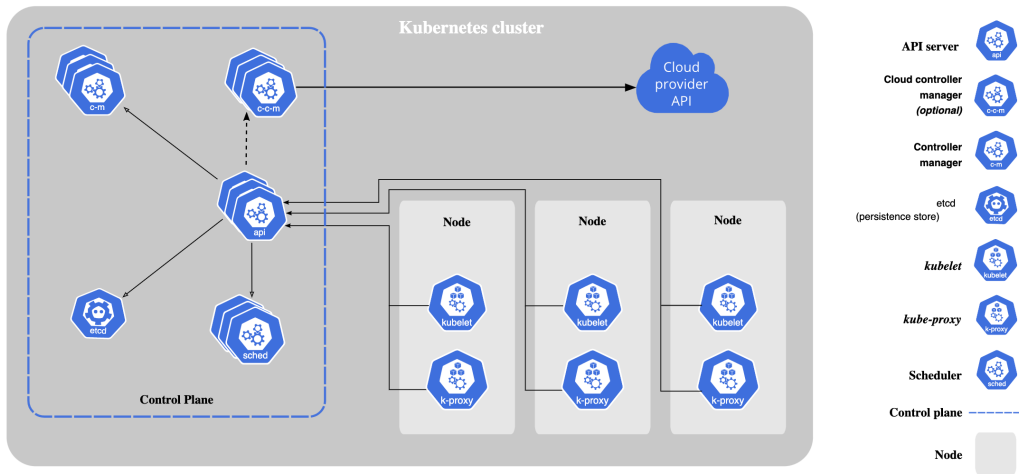 Kubernetes cluster
c-m
c-c-m
Cloud
provider
API
api
Node
Node
Node
etcd
sched
kubelet
kubelet
kubelet
k-proxy
k-proxy
k-proxy
Control Plane
API server
api
Cloud controller
manager
(optional)
c-c-m
Controller
manager
c-m
etcd
(persistence store)
etcd
kubelet
kubelet
kube-proxy
k-proxy
Scheduler
sched
Control plane
Node